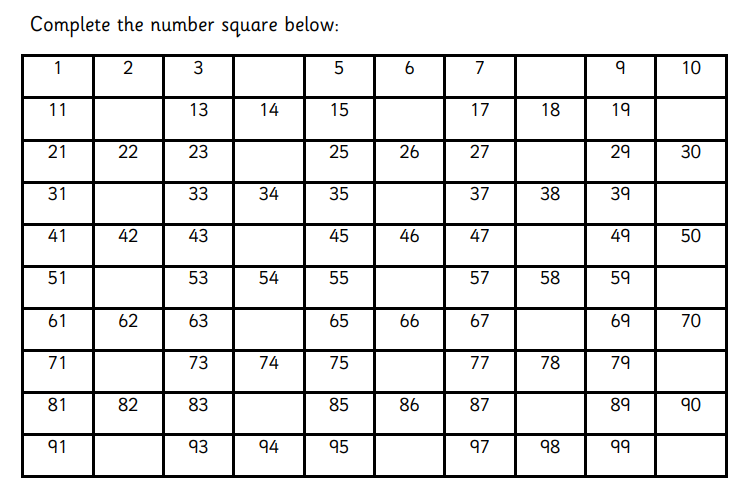 Complete the number square below:
1 2 3 5 6 7 9 10
11 13 14 15 17 18 19
21 22 23 25 26 27 29 30
31 33 34 35 37 38 39
41 42 43 45 46 47 49 50
51 53 54 55 57 58 59
61 62 63 65 66 67 69 70
71 73 74 75 77 78 79
81 82 83 85 86 87 89 90
91 93 94 95 97 98 99